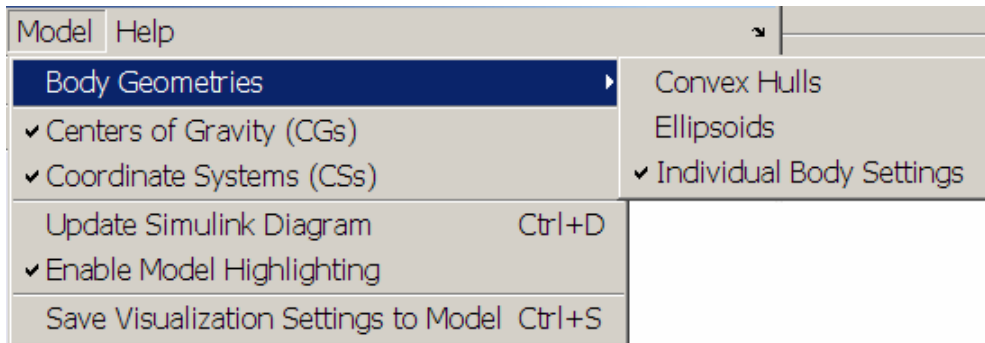 Model Help
Body Geometries
Centers of Gravity (CGs)
Coordinate Systems (CSs)
Update Simulink Diagram Ctrl+D
Enable Model Highlighting
Save Visualization Settings to Model Ctrl+S
Convex Hulls
Ellipsoids
Individual Body Settings